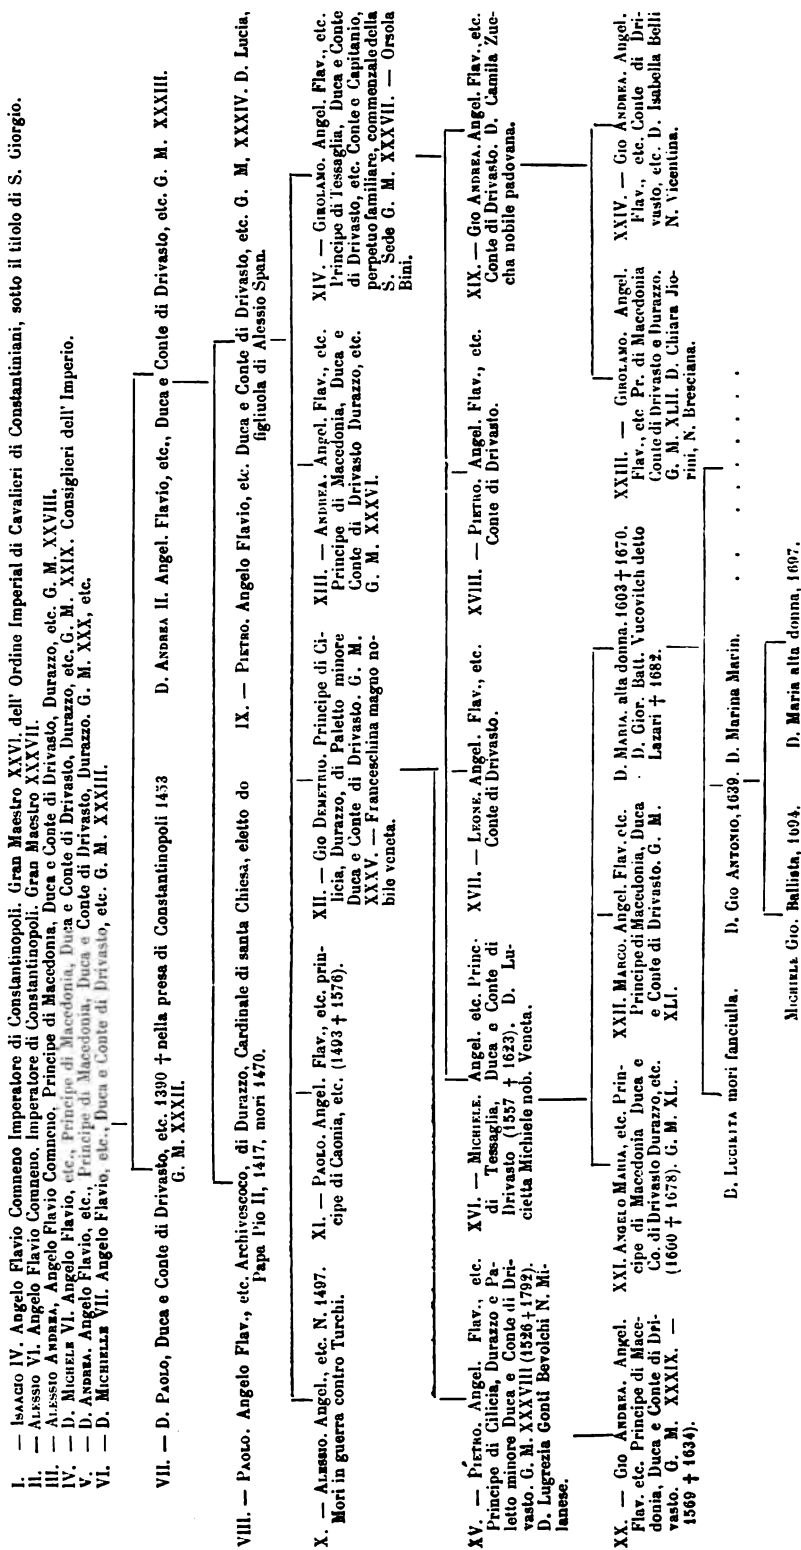 I. — ISAACIO IV. Angelo Flavio Comneno Imperatore di Constantinopoli. Gran Maestro XXVI. dell' Ordine Imperial di Cavalieri di Constantiniani, sotto il titolo di S. Giorgio.
II. — ALESSIO VI. Angelo Flavio Comneno. Imperatore di Constantinopoli. Gran Maestro XXVII.
III. — ALESSIO ANDREA, Angelo Flavio Comneno, Principe di Macedonia, Duca e Conte di Drivasto, Durazzo, etc. G. M. XXVIII.
IV. — D. MICHELE VI. Angelo Flavio, etc., Principe di Macedonia, Duca e Conte di Drivasto, Durazzo, etc. G. M. XXIX. Consiglieri dell' Imperio.
V. — D. ANDREA. Angelo Flavio, etc., Principe di Macedonia, Duca e Conte di Drivasto, Durazzo. G. M. XXX, etc.
VI. — D. MICHIELLE VII. Angelo Flavio, etc., Duca e Conte di Drivasto, etc. G. M. XXXIII.
VII. — D. PAOLO, Duca e Conte di Drivasto, etc. 1390 † nella presa di Constantinopoli 1453
G. M. XXXII.
D. ANDREA II. Angel. Flavio, etc., Duca e Conte di Drivasto, etc. G. M. XXXIII.
VIII. — PAOLO. Angelo Flav., etc. Archivescoco, di Durazzo, Cardinale di santa Chiesa, eletto do
Papa Pio II, 1417, mori 1470.
IX. — PIETRO. Angelo Flavio, etc. Duca e Conte di Drivasto, etc. G. M, XXXIV. D. Lucia,
figliuola di Alessio Span.
X. — ALESSIO. Angel., etc. N. 1497.
Mori in guerra contro Turchi.
XI. — PAOLO. Angel. Flav., etc. prin-
cipe di Caonia, etc. (1493 † 1576).
XII. — GIO DEMETRIO. Principe di Ci-
licia, Durazzo, di Paletto minore
Duca e Conte di Drivasto. G. M.
XXXV. — Franceschina magno no-
bile veneta.
XIII. — ANDREA. Angel. Flav., etc.
Principe di Macedonia, Duca e
Conte di Drivasto Durazzo, etc.
G. M. XXXVI.
XIV. — GIROLAMO. Angel. Flav., etc.
Principe di Tessaglia, Duca e Conte
di Drivasto, etc. Conte e Capitanio,
perpetuo familiare, commenzale della
S. Sede G. M. XXXVII. — Orsola
Bini.
XV. — PIETRO. Angel. Flav., etc.
Principe di Cilicia, Durazzo e Pa-
letto minore Duca e Conte di Dri-
vasto. G. M. XXXVIII (1526 † 1792).
D. Lugrezia Gonti Bevolchi N. Mi-
lanese.
XVI. — MICHIELE. Angel. etc. Princ-
di Tessaglia, Duca e Conte di
Drivasto (1557 † 1623). D. Lu-
cietta Michiele nob. Veneta.
XVII. — LEONE. Angel. Flav., etc.
Conte di Drivasto.
XVIII. — PIETRO. Angel. Flav., etc.
Conte di Drivasto.
XIX. — GIO ANDREA. Angel. Flav., etc.
Conte di Drivasto. D. Camila Zuc-
cha nobile padovana.
XX. — GIO ANDREA. Angel.
Flav. etc. Principe di Mace-
donia, Duca e Conte di Dri-
vasto. G. M. XXXIX. —
1569 † 1634).
XXI. ANGELO MARIA, etc. Prin-
cipe di Macedonia Duca e
Co. di Drivasto Durazzo, etc.
(1600 † 1678). G. M. XL.
XXII. MARCO. Angel. Flav. etc.
Principe di Macedonia, Duca
e Conte di Drivasto. G. M.
XLI.
D. MARIA. alta donna. 1603 † 1670.
D. Gior. Batt. Vucovitch detto
Lazari † 1682.
XXIII. — GIROLAMO. Angel.
Flav., etc Pr. di Macedonia
Conte di Drivasto e Durazzo.
G. M. XLII. D. Chiara Jio-
rini, N. Bresciana.
XXIV. — GIO ANDREA. Angel.
Flav., etc. Conte di Dri-
vasto, etc. D. Isabella Belli
N. Vicentina.
D. LUCIETTA mori fanciulla.
D. GIO ANTONIO, 1639. D. Marina Marin.
. . . . . . . .
MICHIELE GIO. Ballista, 1694.
D. Maria alta donna, 1697.